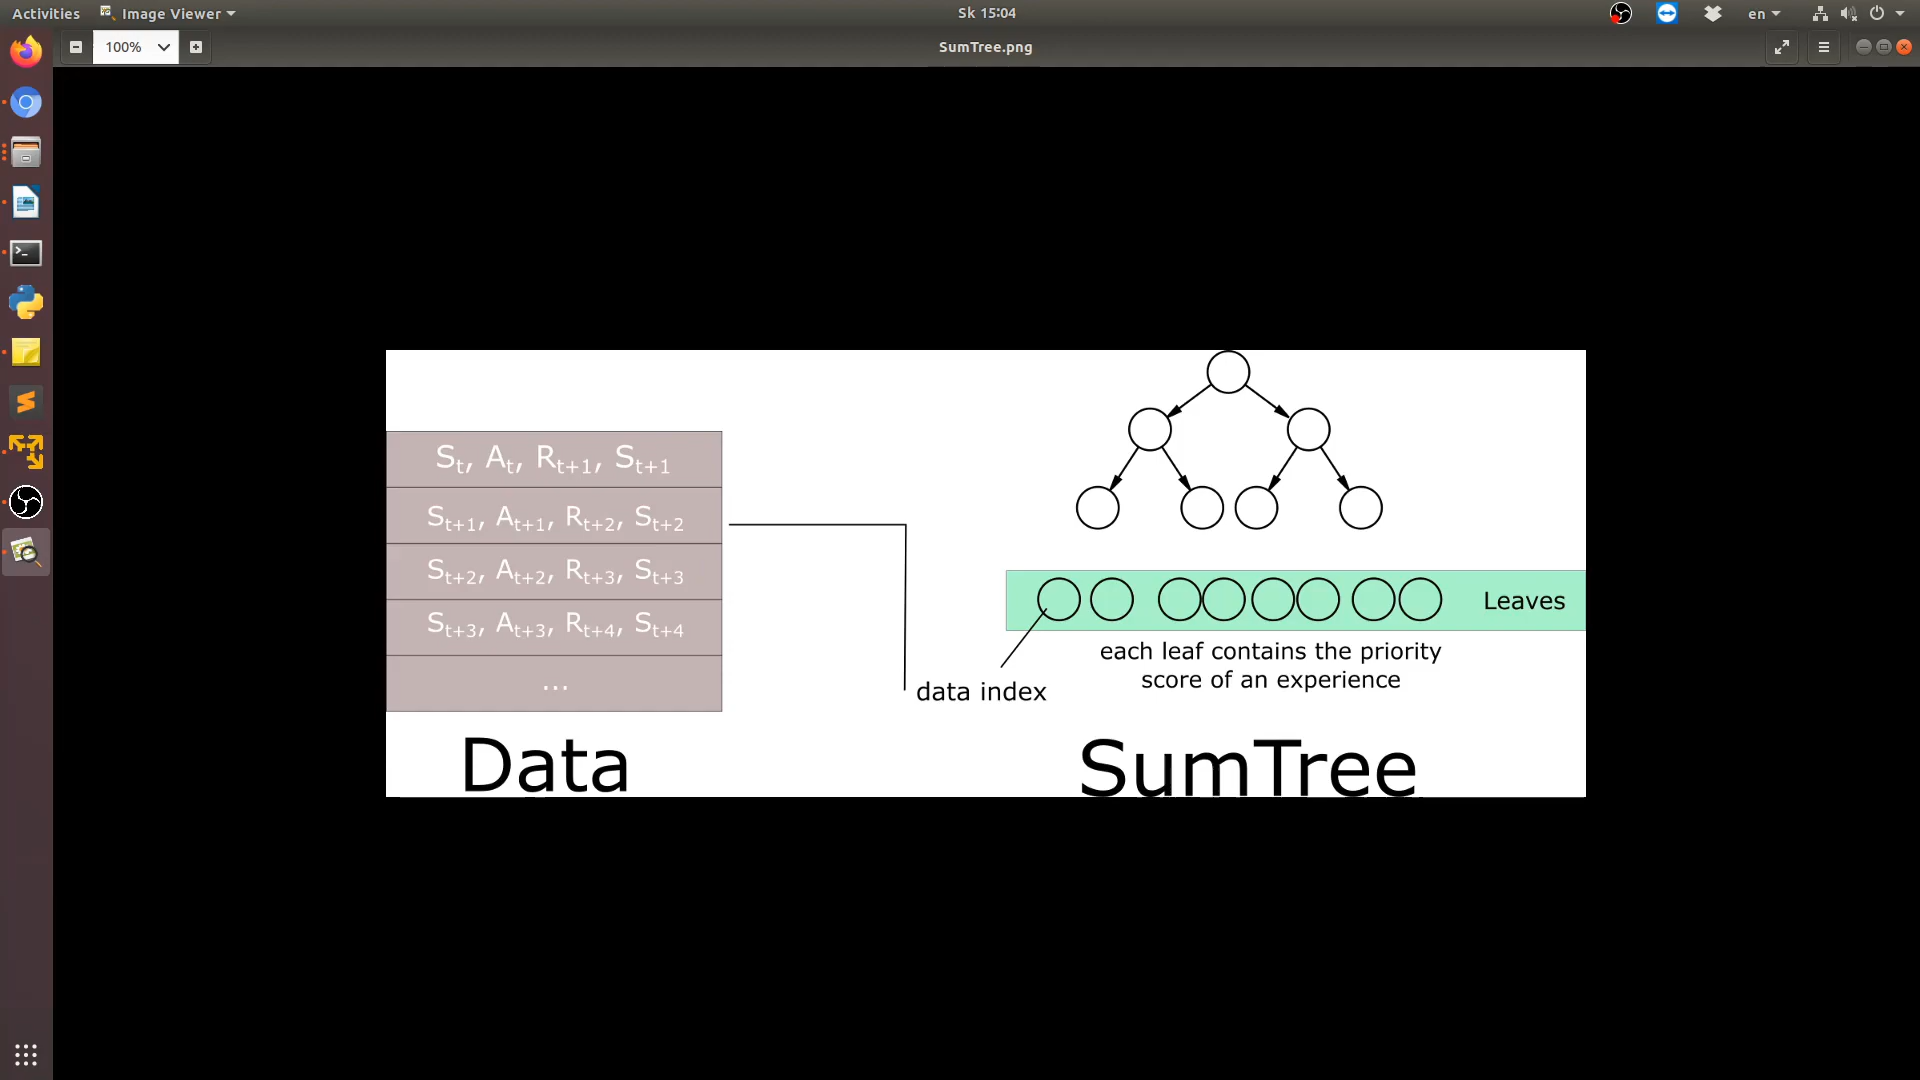 Activities Image Viewer Sk 15:04 en
100% SumTree.png
Sₜ, Aₜ, Rₜ₊₁, Sₜ₊₁
Sₜ₊₁, Aₜ₊₁, Rₜ₊₂, Sₜ₊₂
Sₜ₊₂, Aₜ₊₂, Rₜ₊₃, Sₜ₊₃
Sₜ₊₃, Aₜ₊₃, Rₜ₊₄, Sₜ₊₄
...
Data
data index
Leaves
each leaf contains the priority
score of an experience
SumTree